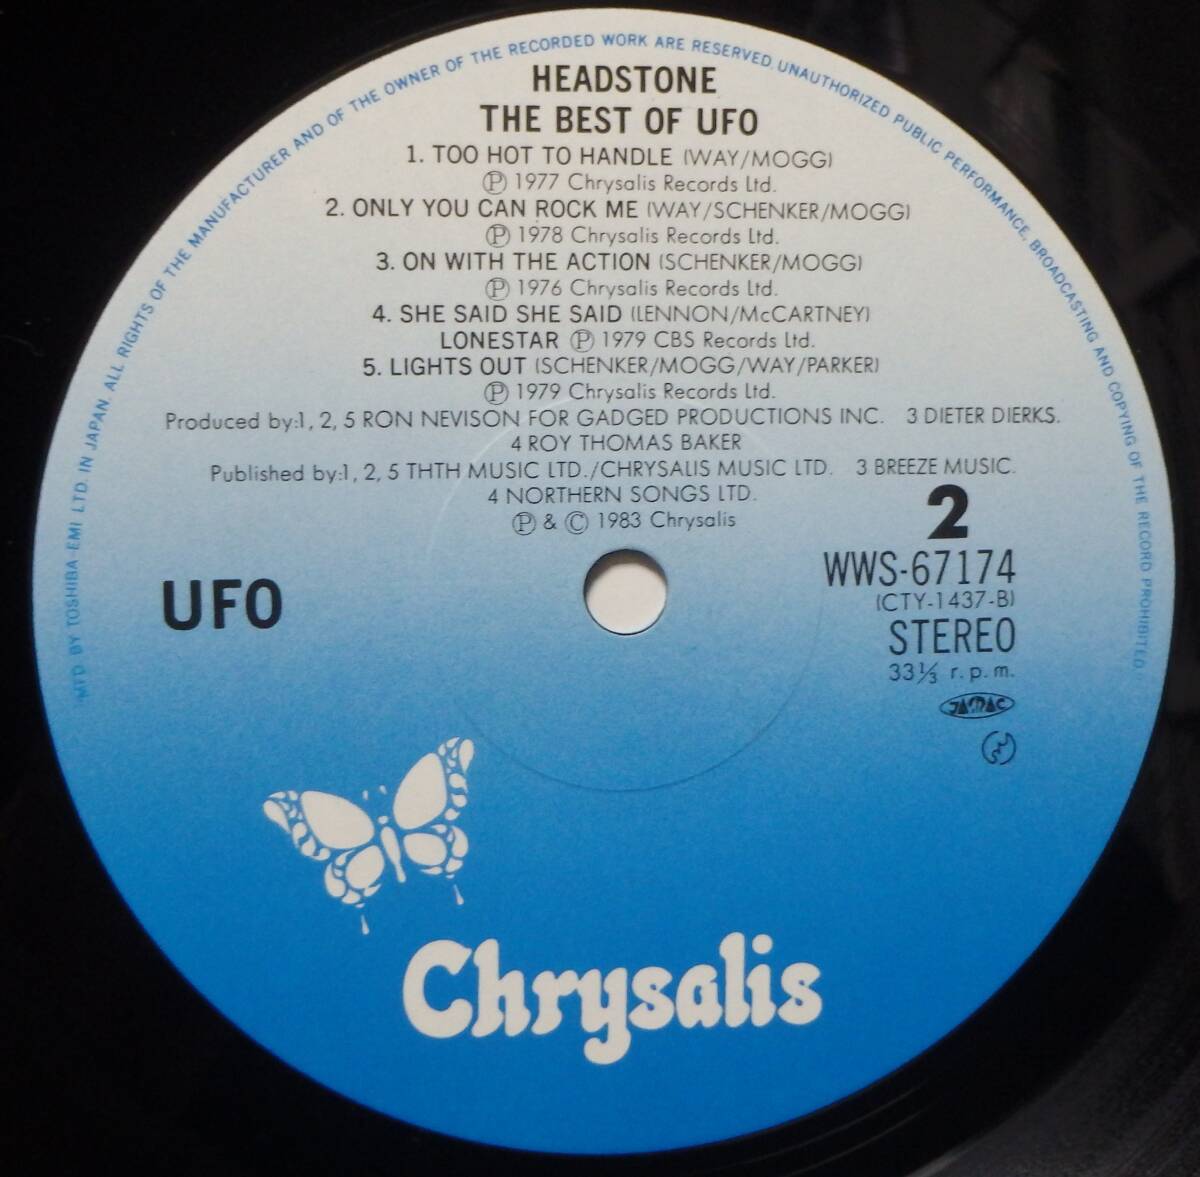 MFD BY TOSHIBA-EMI LTD. IN JAPAN. ALL RIGHTS OF THE MANUFACTURER AND OF THE OWNER OF THE RECORDED WORK ARE RESERVED. UNAUTHORIZED PUBLIC PERFORMANCE, BROADCASTING AND COPYING OF THE RECORD PROHIBITED.
HEADSTONE
THE BEST OF UFO
1. TOO HOT TO HANDLE (WAY/MOGG)
Ⓟ 1977 Chrysalis Records Ltd.
2. ONLY YOU CAN ROCK ME (WAY/SCHENKER/MOGG)
Ⓟ 1978 Chrysalis Records Ltd.
3. ON WITH THE ACTION (SCHENKER/MOGG)
Ⓟ 1976 Chrysalis Records Ltd.
4. SHE SAID SHE SAID (LENNON/McCARTNEY)
LONESTAR Ⓟ 1979 CBS Records Ltd.
5. LIGHTS OUT (SCHENKER/MOGG/WAY/PARKER)
Ⓟ 1979 Chrysalis Records Ltd.
Produced by:1, 2, 5 RON NEVISON FOR GADGED PRODUCTIONS INC. 3 DIETER DIERKS.
4 ROY THOMAS BAKER
Published by:1, 2, 5 THTH MUSIC LTD./CHRYSALIS MUSIC LTD. 3 BREEZE MUSIC.
4 NORTHERN SONGS LTD.
Ⓟ & © 1983 Chrysalis
2
WWS-67174
(CTY-1437-B)
UFO
STEREO
33⅓ r.p.m.
JASRAC
Chrysalis